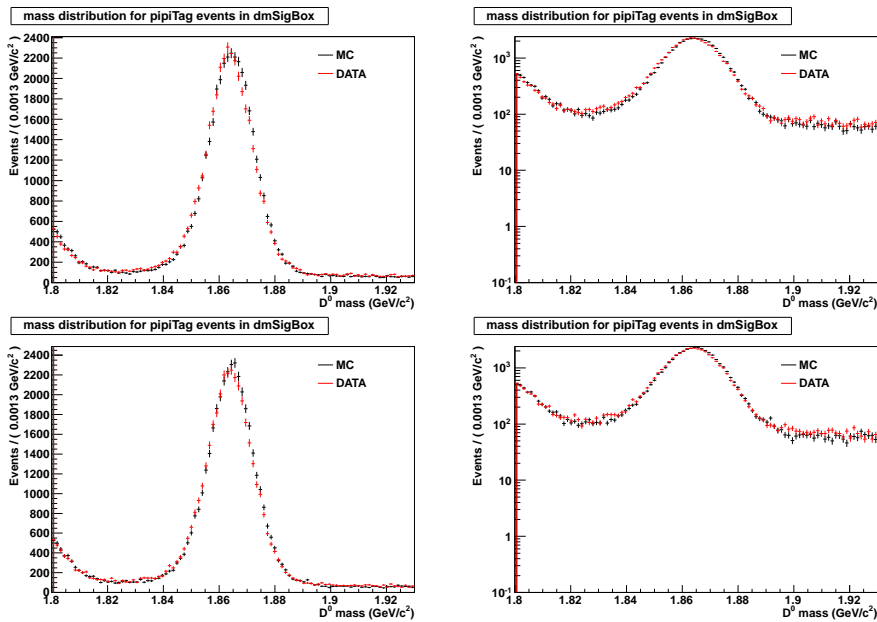 mass distribution for pipiTag events in dmSigBox
Events / ( 0.0013 GeV/c² )
2400
2200
2000
1800
1600
1400
1200
1000
800
600
400
200
0
MC
DATA
1.8 1.82 1.84 1.86 1.88 1.9 1.92
D⁰ mass (GeV/c²)
mass distribution for pipiTag events in dmSigBox
Events / ( 0.0013 GeV/c² )
10³
10²
10
1
10⁻¹
MC
DATA
1.8 1.82 1.84 1.86 1.88 1.9 1.92
D⁰ mass (GeV/c²)
mass distribution for pipiTag events in dmSigBox
Events / ( 0.0013 GeV/c² )
2400
2200
2000
1800
1600
1400
1200
1000
800
600
400
200
0
MC
DATA
1.8 1.82 1.84 1.86 1.88 1.9 1.92
D⁰ mass (GeV/c²)
mass distribution for pipiTag events in dmSigBox
Events / ( 0.0013 GeV/c² )
10³
10²
10
1
10⁻¹
MC
DATA
1.8 1.82 1.84 1.86 1.88 1.9 1.92
D⁰ mass (GeV/c²)